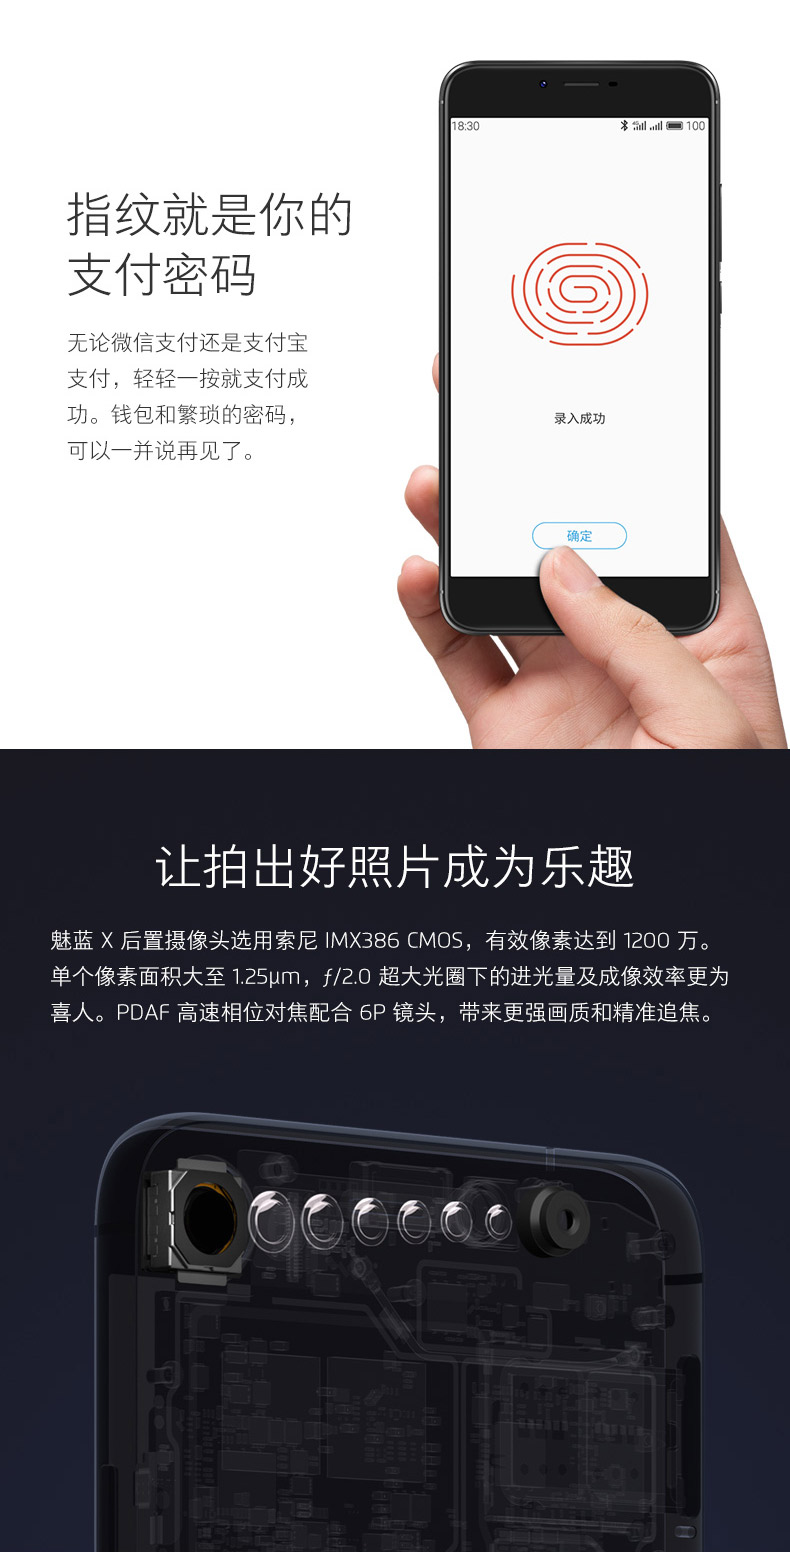 指纹就是你的
支付密码
无论微信支付还是支付宝
支付，轻轻一按就支付成
功。钱包和繁琐的密码，
可以一并说再见了。
18:30
4G
100
录入成功
确定
让拍出好照片成为乐趣
魅蓝 X 后置摄像头选用索尼 IMX386 CMOS，有效像素达到 1200 万。
单个像素面积大至 1.25μm，ƒ/2.0 超大光圈下的进光量及成像效率更为
喜人。PDAF 高速相位对焦配合 6P 镜头，带来更强画质和精准追焦。